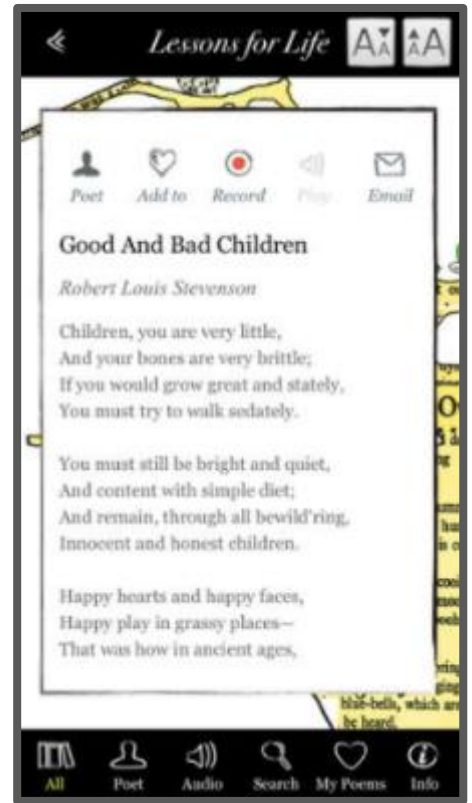 Lessons for Life
AA
AA
Poet Add to Record Play Email
Good And Bad Children
Robert Louis Stevenson
Children, you are very little,
And your bones are very brittle;
If you would grow great and stately,
You must try to walk sedately.
You must still be bright and quiet,
And content with simple diet;
And remain, through all bewild'ring,
Innocent and honest children.
Happy hearts and happy faces,
Happy play in grassy places—
That was how in ancient ages,
blue-bells, which are
be heard.
All Poet Audio Search My Poems Info